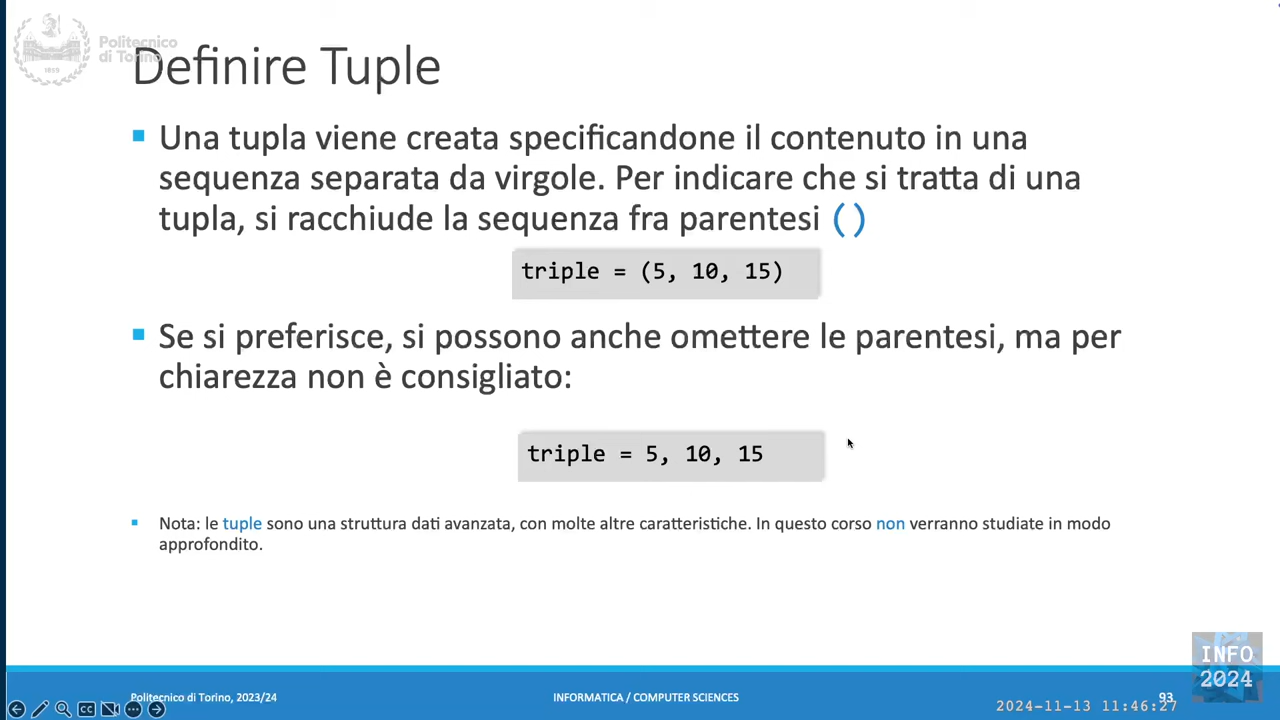 Politecnico
di Torino
Definire Tuple
Una tupla viene creata specificandone il contenuto in una
sequenza separata da virgole. Per indicare che si tratta di una
tupla, si racchiude la sequenza fra parentesi ( )
triple = (5, 10, 15)
Se si preferisce, si possono anche omettere le parentesi, ma per
chiarezza non è consigliato:
triple = 5, 10, 15
Nota: le tuple sono una struttura dati avanzata, con molte altre caratteristiche. In questo corso non verranno studiate in modo
approfondito.
INFO
2024
Politecnico di Torino, 2023/24
INFORMATICA / COMPUTER SCIENCES
93
2024-11-13 11:46:27
CC
1859